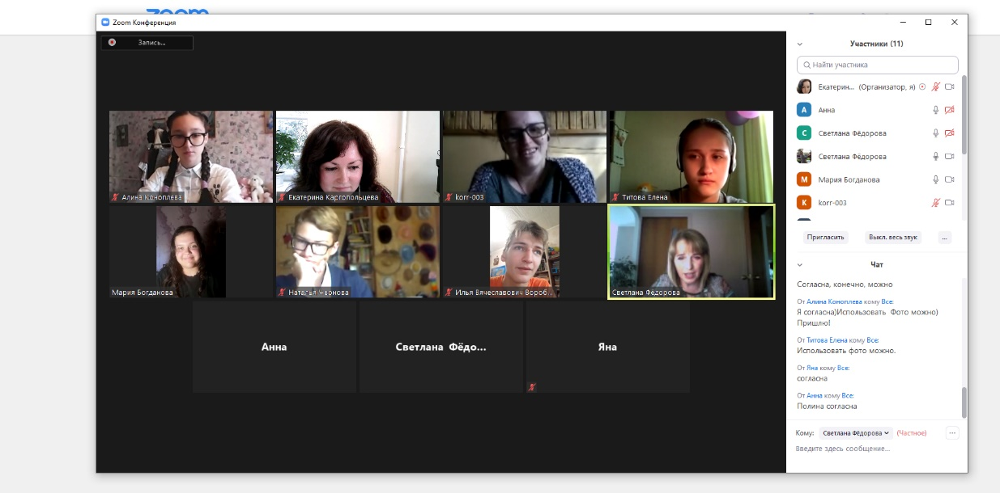 zoom
Zoom Конференция
Запись...
Алина Коноплева
Екатерина Каргопольцева
korr-003
Титова Елена
Мария Богданова
Наталья Чернова
Илья Вячеславович Вороб...
Светлана Фёдорова
Анна
Светлана Фёдо...
Яна
Участники (11)
Найти участника
Екатерин... (Организатор, я)
А Анна
С Светлана Фёдорова
Светлана Фёдорова
М Мария Богданова
K korr-003
Пригласить Выкл. весь звук ...
Чат
Согласна, конечно, можно
От Алина Коноплева кому Все:
Я согласна)Использовать Фото можно)
Пришлю!
От Титова Елена кому Все:
Использовать фото можно.
От Яна кому Все:
согласна
От Анна кому Все:
Полина согласна
Кому: Светлана Фёдорова (Частное) ...
Введите здесь сообщение...